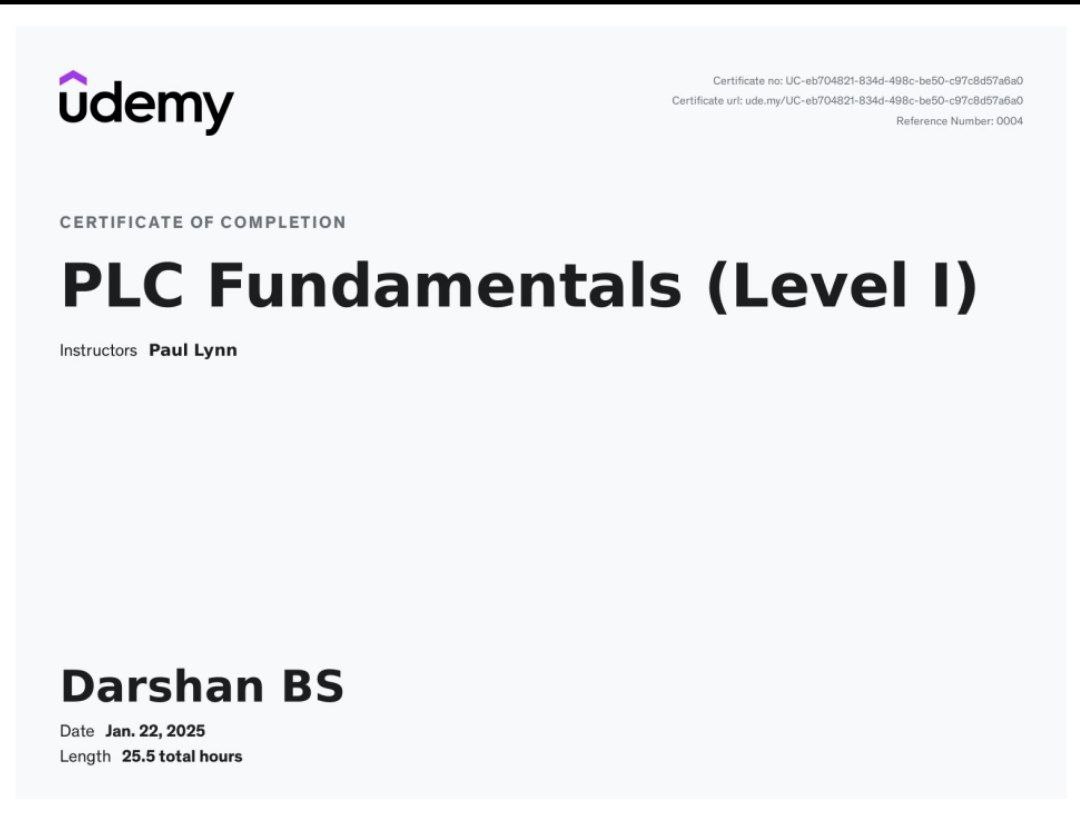 udemy
Certificate no: UC-eb704821-834d-498c-be50-c97c8d57a6a0
Certificate url: ude.my/UC-eb704821-834d-498c-be50-c97c8d57a6a0
Reference Number: 0004
CERTIFICATE OF COMPLETION
PLC Fundamentals (Level I)
Instructors Paul Lynn
Darshan BS
Date Jan. 22, 2025
Length 25.5 total hours